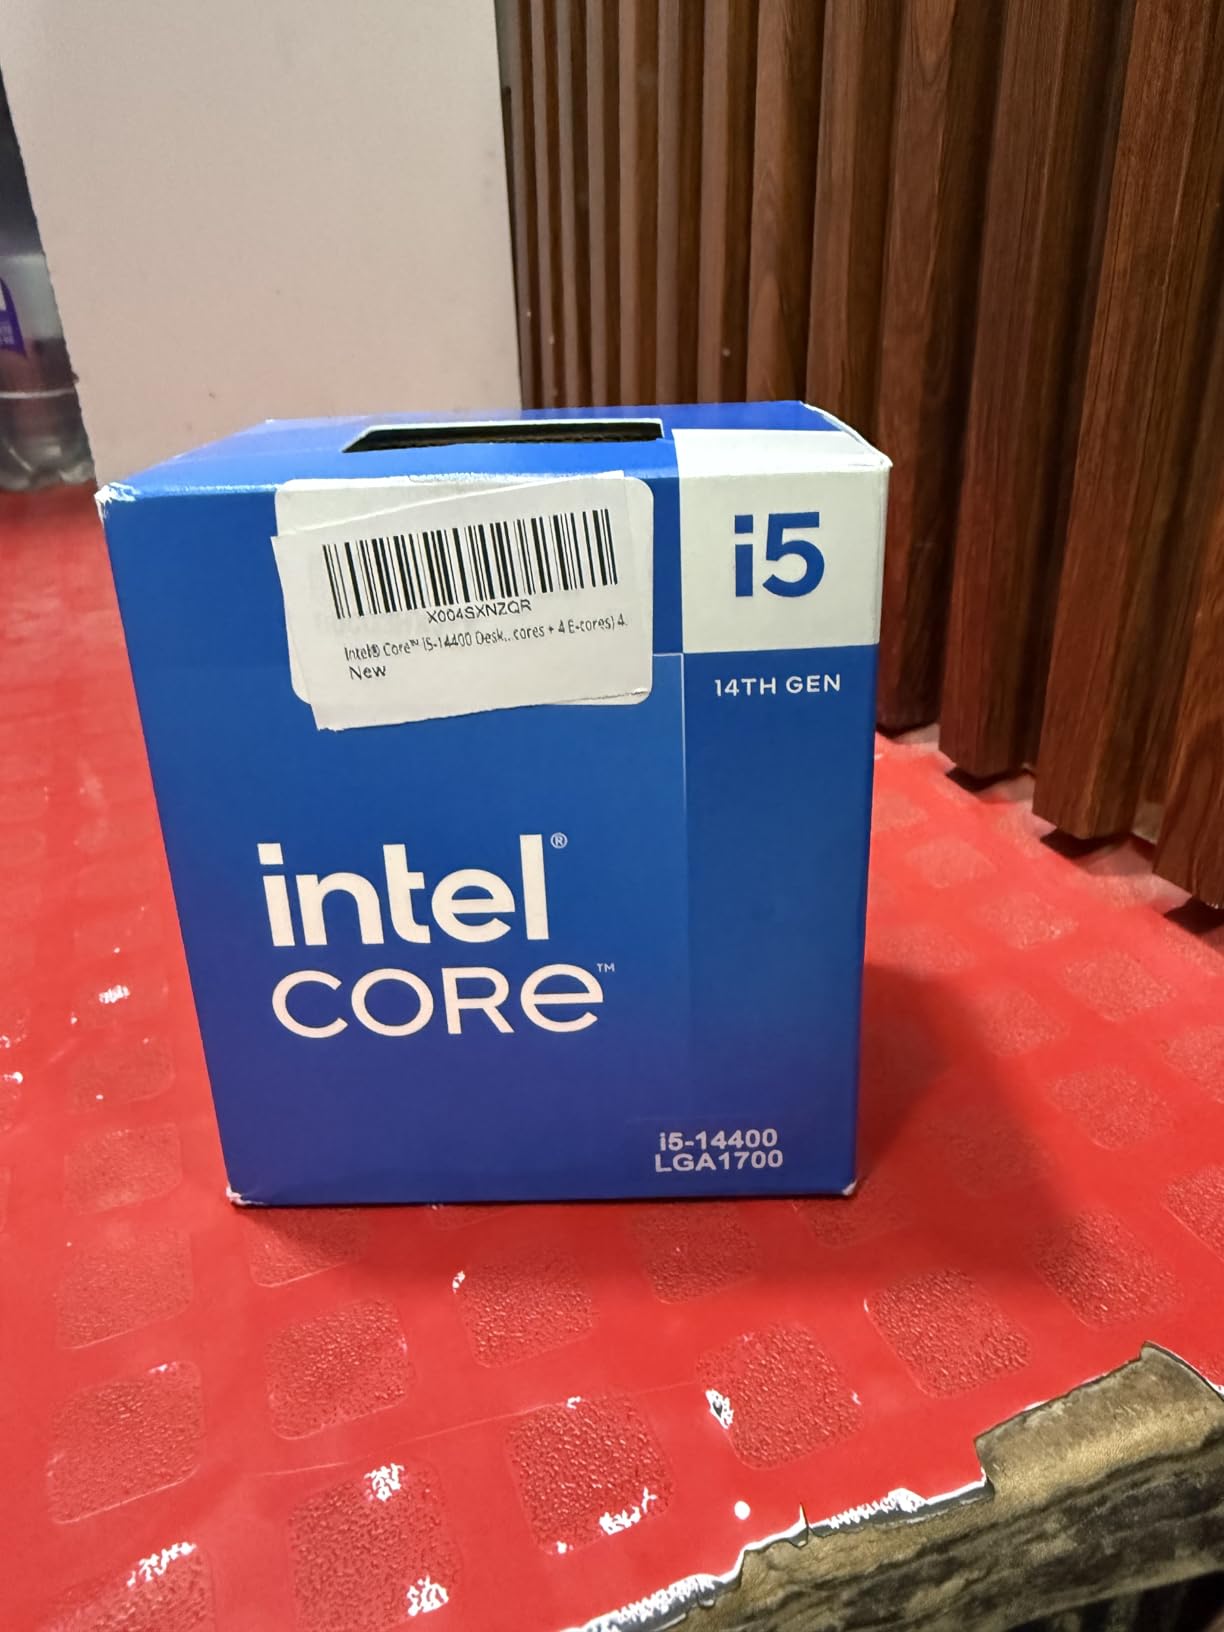 i5
X004SXNZQR
Intel® Core™ i5-14400 Desk...cores + 4 E-cores) 4.
New
14TH GEN
intel®
CORE™
i5-14400
LGA1700